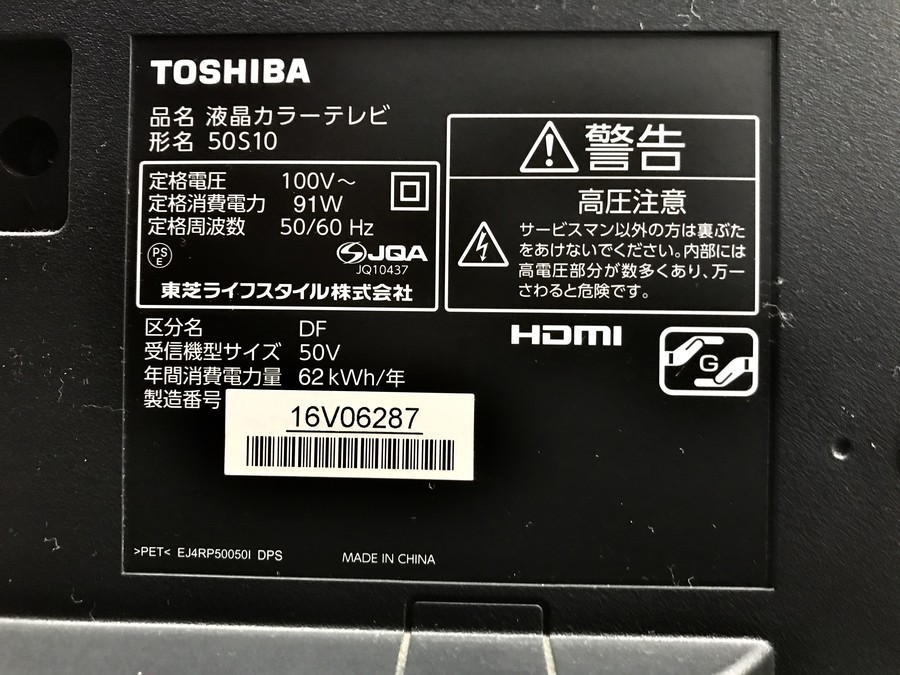 TOSHIBA
品名 液晶カラーテレビ
形名 50S10
定格電圧 100V～
定格消費電力 91W
定格周波数 50/60 Hz
PS
E
JQA
JQ10437
東芝ライフスタイル株式会社
警告
高圧注意
サービスマン以外の方は裏ぶた
をあけないでください。内部には
高電圧部分が数多くあり、万一
さわると危険です。
区分名 DF
受信機型サイズ 50V
年間消費電力量 62kWh/年
製造番号
16V06287
HDMI
G
>PET< EJ4RP50050I DPS
MADE IN CHINA